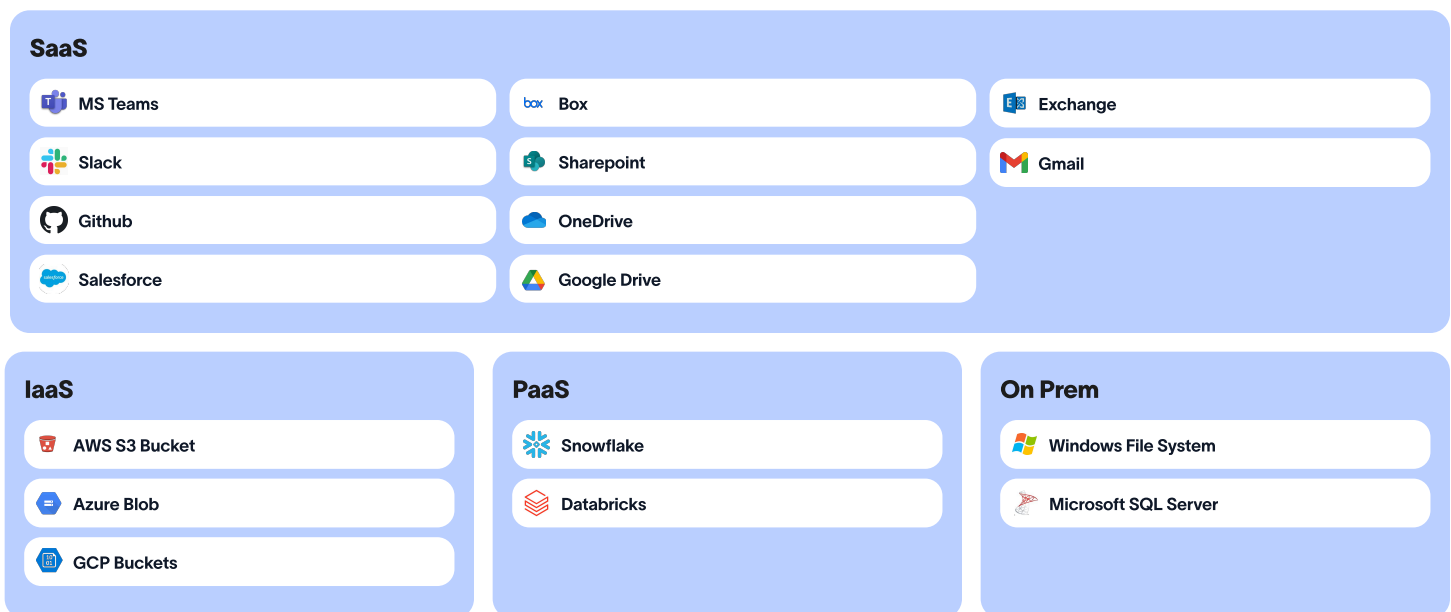 SaaS
MS Teams
Slack
Github
Salesforce
box Box
Sharepoint
OneDrive
Google Drive
Exchange
Gmail
IaaS
AWS S3 Bucket
Azure Blob
GCP Buckets
PaaS
Snowflake
Databricks
On Prem
Windows File System
Microsoft SQL Server